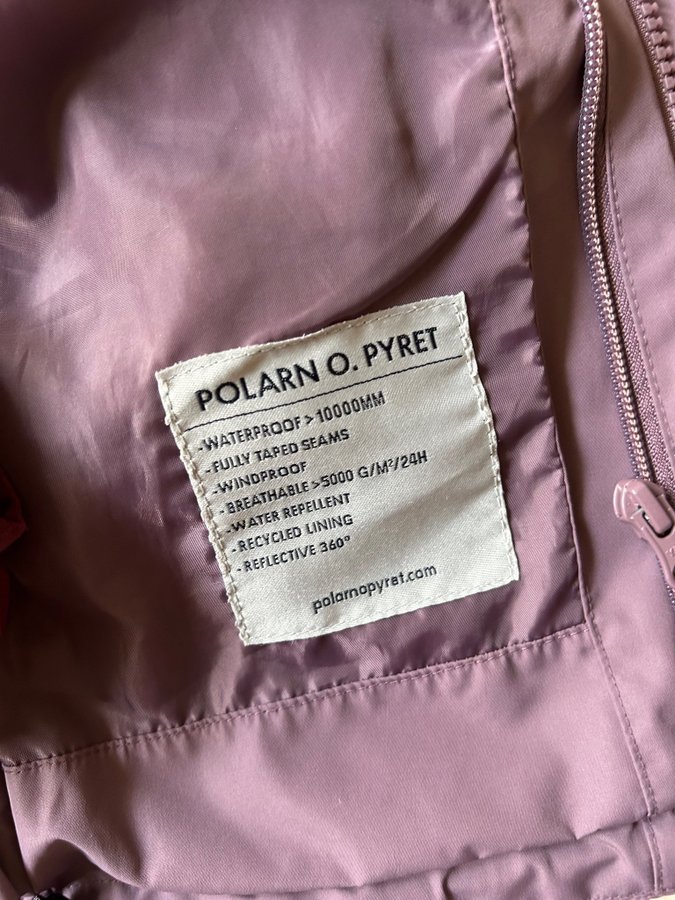 POLARN O. PYRET
-WATERPROOF > 10000MM
-FULLY TAPED SEAMS
-WINDPROOF
-BREATHABLE >5000 G/M²/24H
-WATER REPELLENT
-RECYCLED LINING
-REFLECTIVE 360°
polarnopyret.com